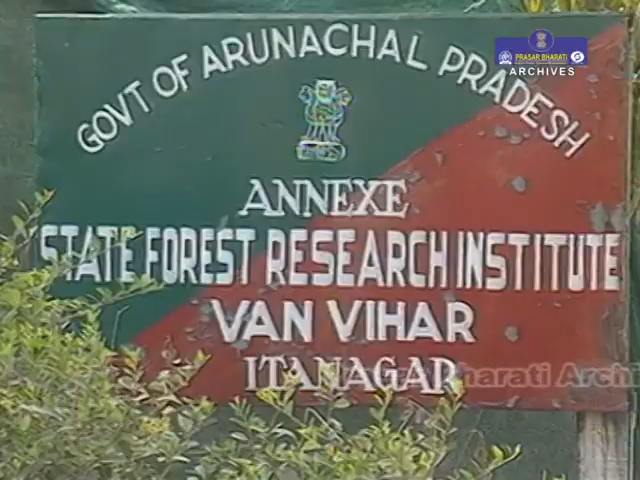 PRASAR BHARATI
ARCHIVES
GOVT OF ARUNACHAL PRADESH
ANNEXE
STATE FOREST RESEARCH INSTITUTE
VAN VIHAR
ITANAGAR